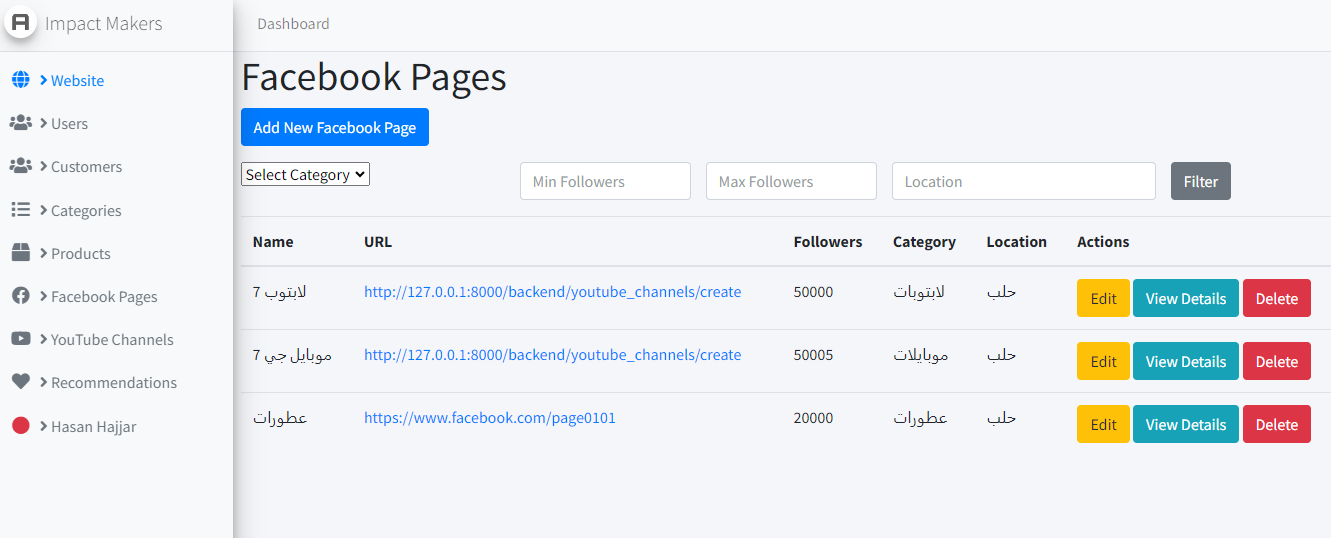 Impact Makers
Dashboard
Website
Users
Customers
Categories
Products
Facebook Pages
YouTube Channels
Recommendations
Hasan Hajjar
Facebook Pages
Add New Facebook Page
Select Category Min Followers Max Followers Location Filter
Name URL Followers Category Location Actions
لابتوب 7 http://127.0.0.1:8000/backend/youtube_channels/create 50000 لابتوبات حلب Edit View Details Delete
موبايل جي 7 http://127.0.0.1:8000/backend/youtube_channels/create 50005 موبايلات حلب Edit View Details Delete
عطورات https://www.facebook.com/page0101 20000 عطورات حلب Edit View Details Delete